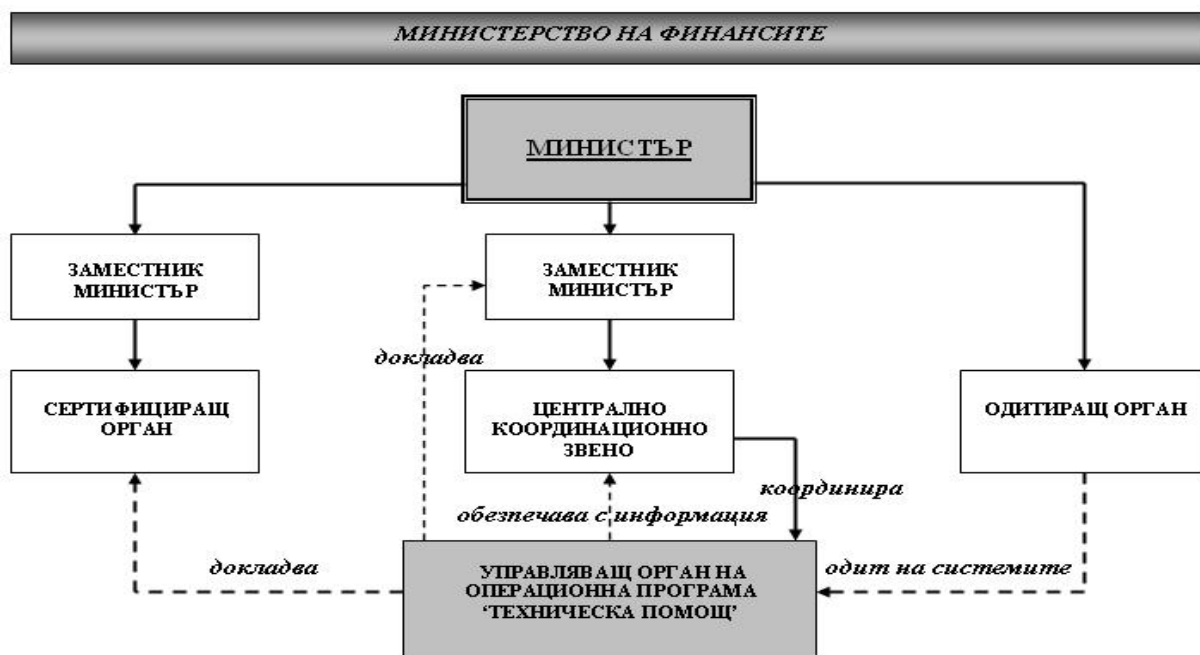 МИНИСТЕРСТВО НА ФИНАНСИТЕ
МИНИСТЪР
ЗАМЕСТНИК
МИНИСТЪР
ЗАМЕСТНИК
МИНИСТЪР
докладва
СЕРТИФИЦИРАЩ
ОРГАН
ЦЕНТРАЛНО
КООРДИНАЦИОННО
ЗВЕНО
ОДИТИРАЩ ОРГАН
координира
обезпечава с информация
докладва
УПРАВЛЯВАЩ ОРГАН НА
ОПЕРАЦИОННА ПРОГРАМА
‘ТЕХНИЧЕСКА ПОМОЩ’
одит на системите